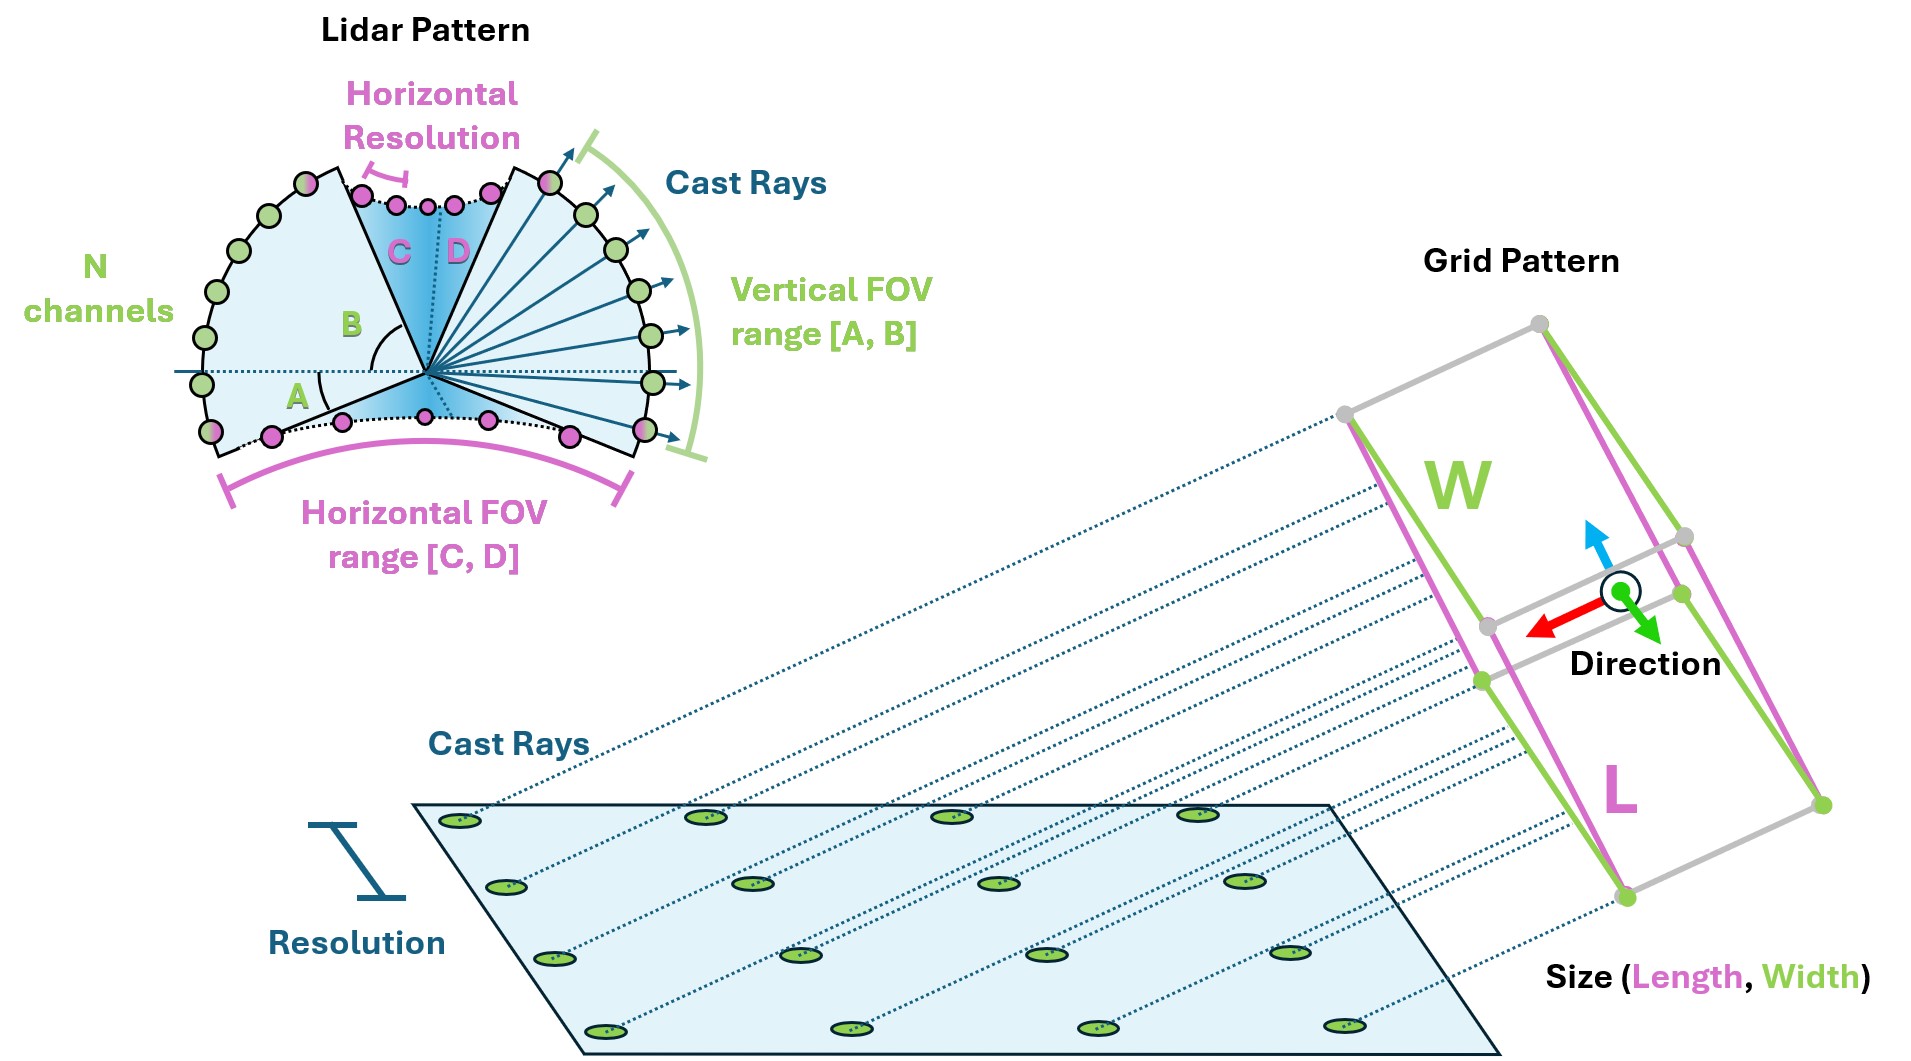 Lidar Pattern
Horizontal
Resolution
Cast Rays
C D
B
A
N
channels
Vertical FOV
range [A, B]
Horizontal FOV
range [C, D]
Grid Pattern
W
Direction
L
Cast Rays
Resolution
Size (Length, Width)